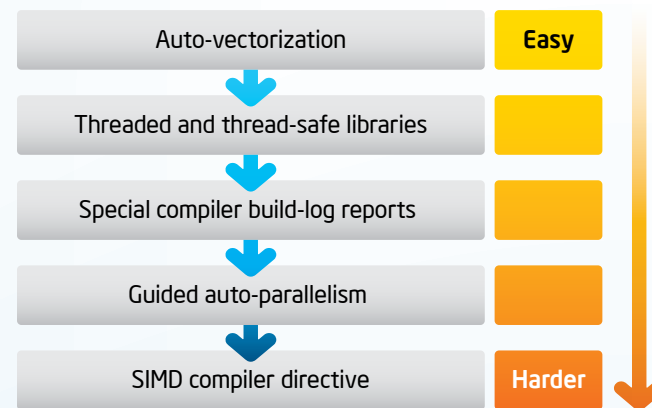 Auto-vectorization
Easy
Threaded and thread-safe libraries
Special compiler build-log reports
Guided auto-parallelism
SIMD compiler directive
Harder